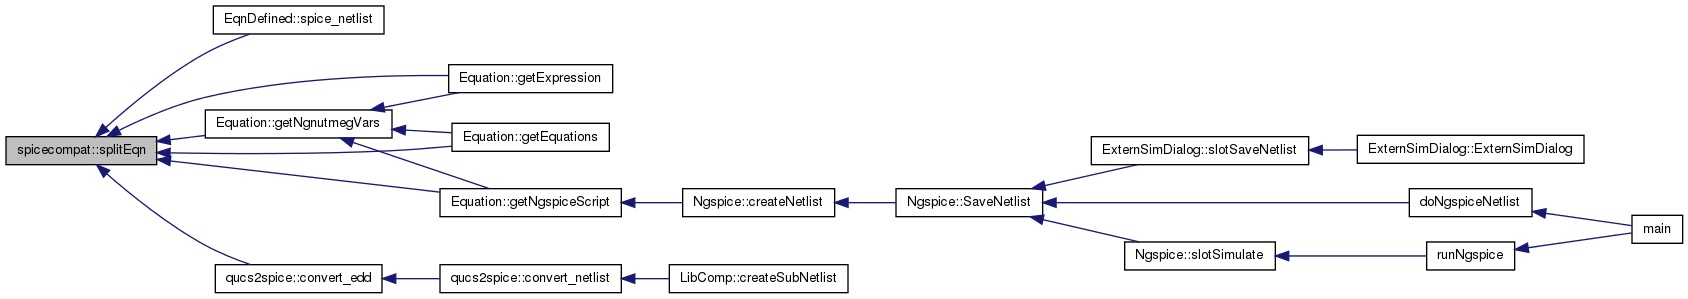 EqnDefined::spice_netlist
Equation::getExpression
Equation::getNgnutmegVars
Equation::getEquations
spicecompat::splitEqn
ExternSimDialog::slotSaveNetlist
ExternSimDialog::ExternSimDialog
Equation::getNgspiceScript
Ngspice::createNetlist
Ngspice::SaveNetlist
doNgspiceNetlist
main
Ngspice::slotSimulate
runNgspice
qucs2spice::convert_edd
qucs2spice::convert_netlist
LibComp::createSubNetlist